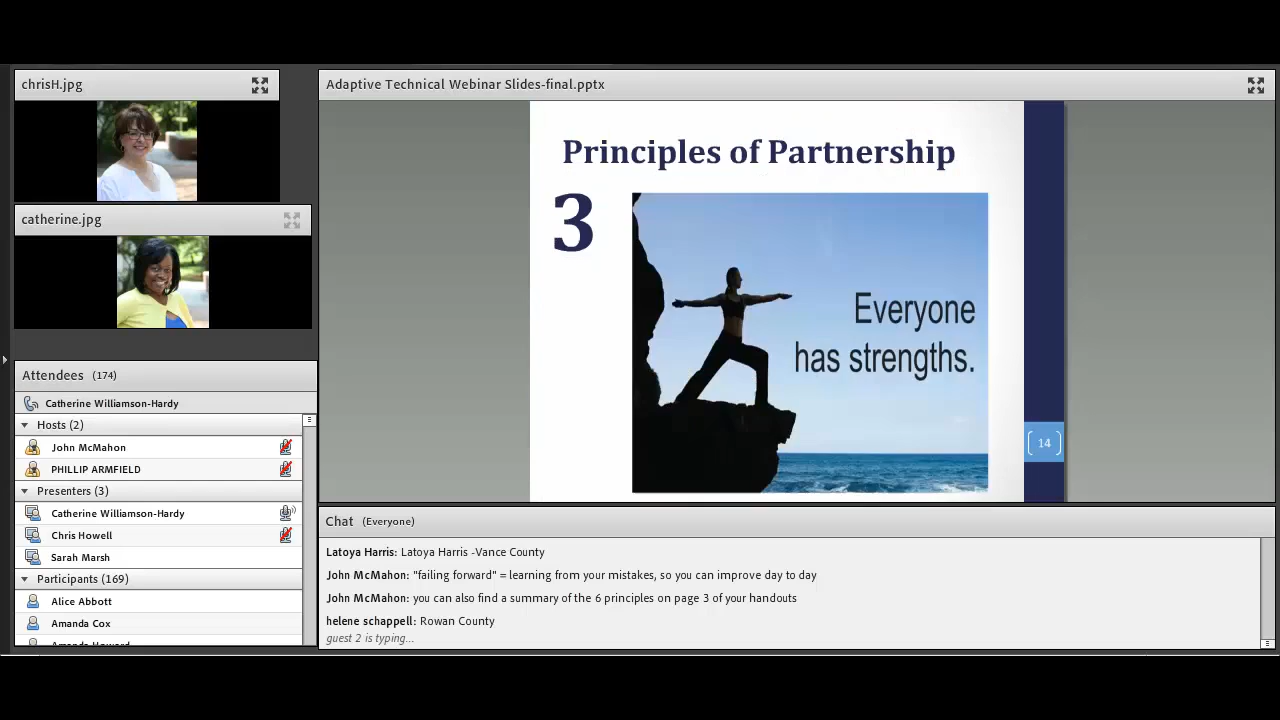 chrisH.jpg
catherine.jpg
Attendees (174)
Catherine Williamson-Hardy
Hosts (2)
John McMahon
PHILLIP ARMFIELD
Presenters (3)
Catherine Williamson-Hardy
Chris Howell
Sarah Marsh
Participants (169)
Alice Abbott
Amanda Cox
Amanda Howard
Adaptive Technical Webinar Slides-final.pptx
Principles of Partnership
3
Everyone
has strengths.
14
Chat (Everyone)
Latoya Harris: Latoya Harris -Vance County
John McMahon: "failing forward" = learning from your mistakes, so you can improve day to day
John McMahon: you can also find a summary of the 6 principles on page 3 of your handouts
helene schappell: Rowan County
guest 2 is typing...